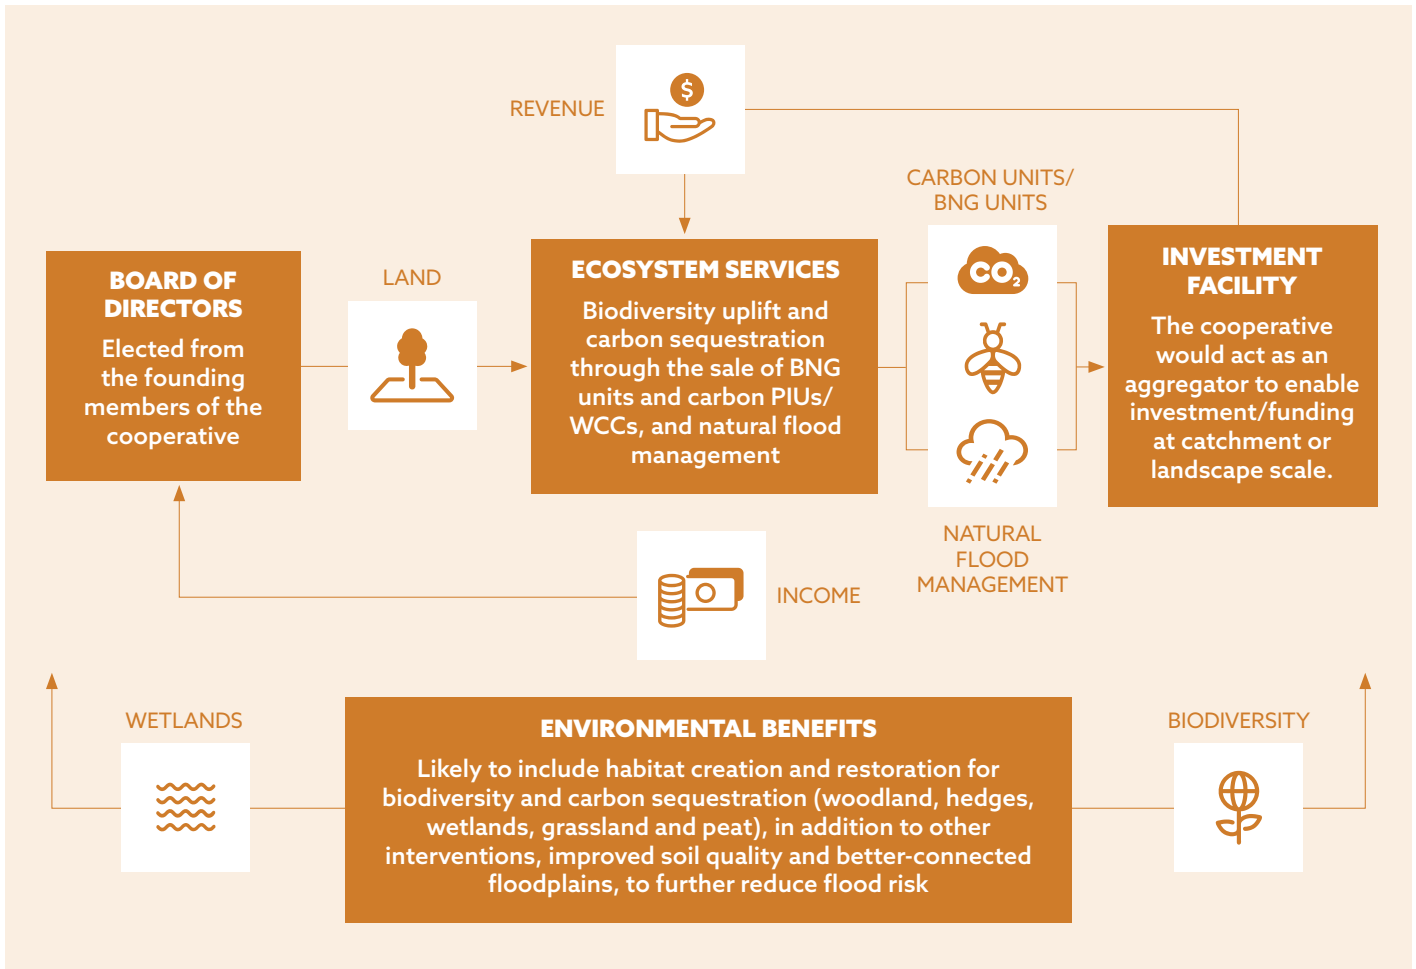 REVENUE
$
CARBON UNITS/
BNG UNITS
BOARD OF
DIRECTORS
Elected from
the founding
members of the
cooperative
LAND
ECOSYSTEM SERVICES
Biodiversity uplift and
carbon sequestration
through the sale of BNG
units and carbon PIUs/
WCCs, and natural flood
management
CO2
INVESTMENT
FACILITY
The cooperative
would act as an
aggregator to enable
investment/funding
at catchment or
landscape scale.
NATURAL
FLOOD
MANAGEMENT
INCOME
WETLANDS
ENVIRONMENTAL BENEFITS
Likely to include habitat creation and restoration for
biodiversity and carbon sequestration (woodland, hedges,
wetlands, grassland and peat), in addition to other
interventions, improved soil quality and better-connected
floodplains, to further reduce flood risk
BIODIVERSITY